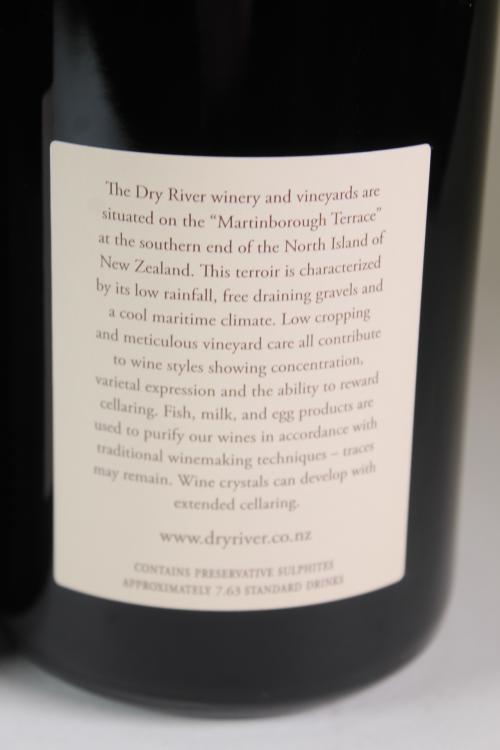 The Dry River winery and vineyards are
situated on the “Martinborough Terrace”
at the southern end of the North Island of
New Zealand. This terroir is characterized
by its low rainfall, free draining gravels and
a cool maritime climate. Low cropping
and meticulous vineyard care all contribute
to wine styles showing concentration,
varietal expression and the ability to reward
cellaring. Fish, milk, and egg products are
used to purify our wines in accordance with
traditional winemaking techniques – traces
may remain. Wine crystals can develop with
extended cellaring.
www.dryriver.co.nz
CONTAINS PRESERVATIVE SULPHITES
APPROXIMATELY 7.63 STANDARD DRINKS